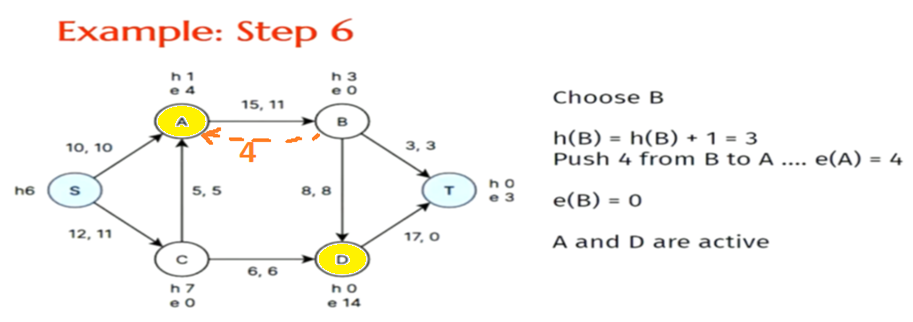 Example: Step 6
h 1
e 4
h 3
e 0
15, 11
A
B
4
10, 10
3, 3
h6
S
5, 5
8, 8
T
h 0
e 3
12, 11
17, 0
C
6, 6
D
h 7
e 0
h 0
e 14
Choose B
h(B) = h(B) + 1 = 3
Push 4 from B to A .... e(A) = 4
e(B) = 0
A and D are active